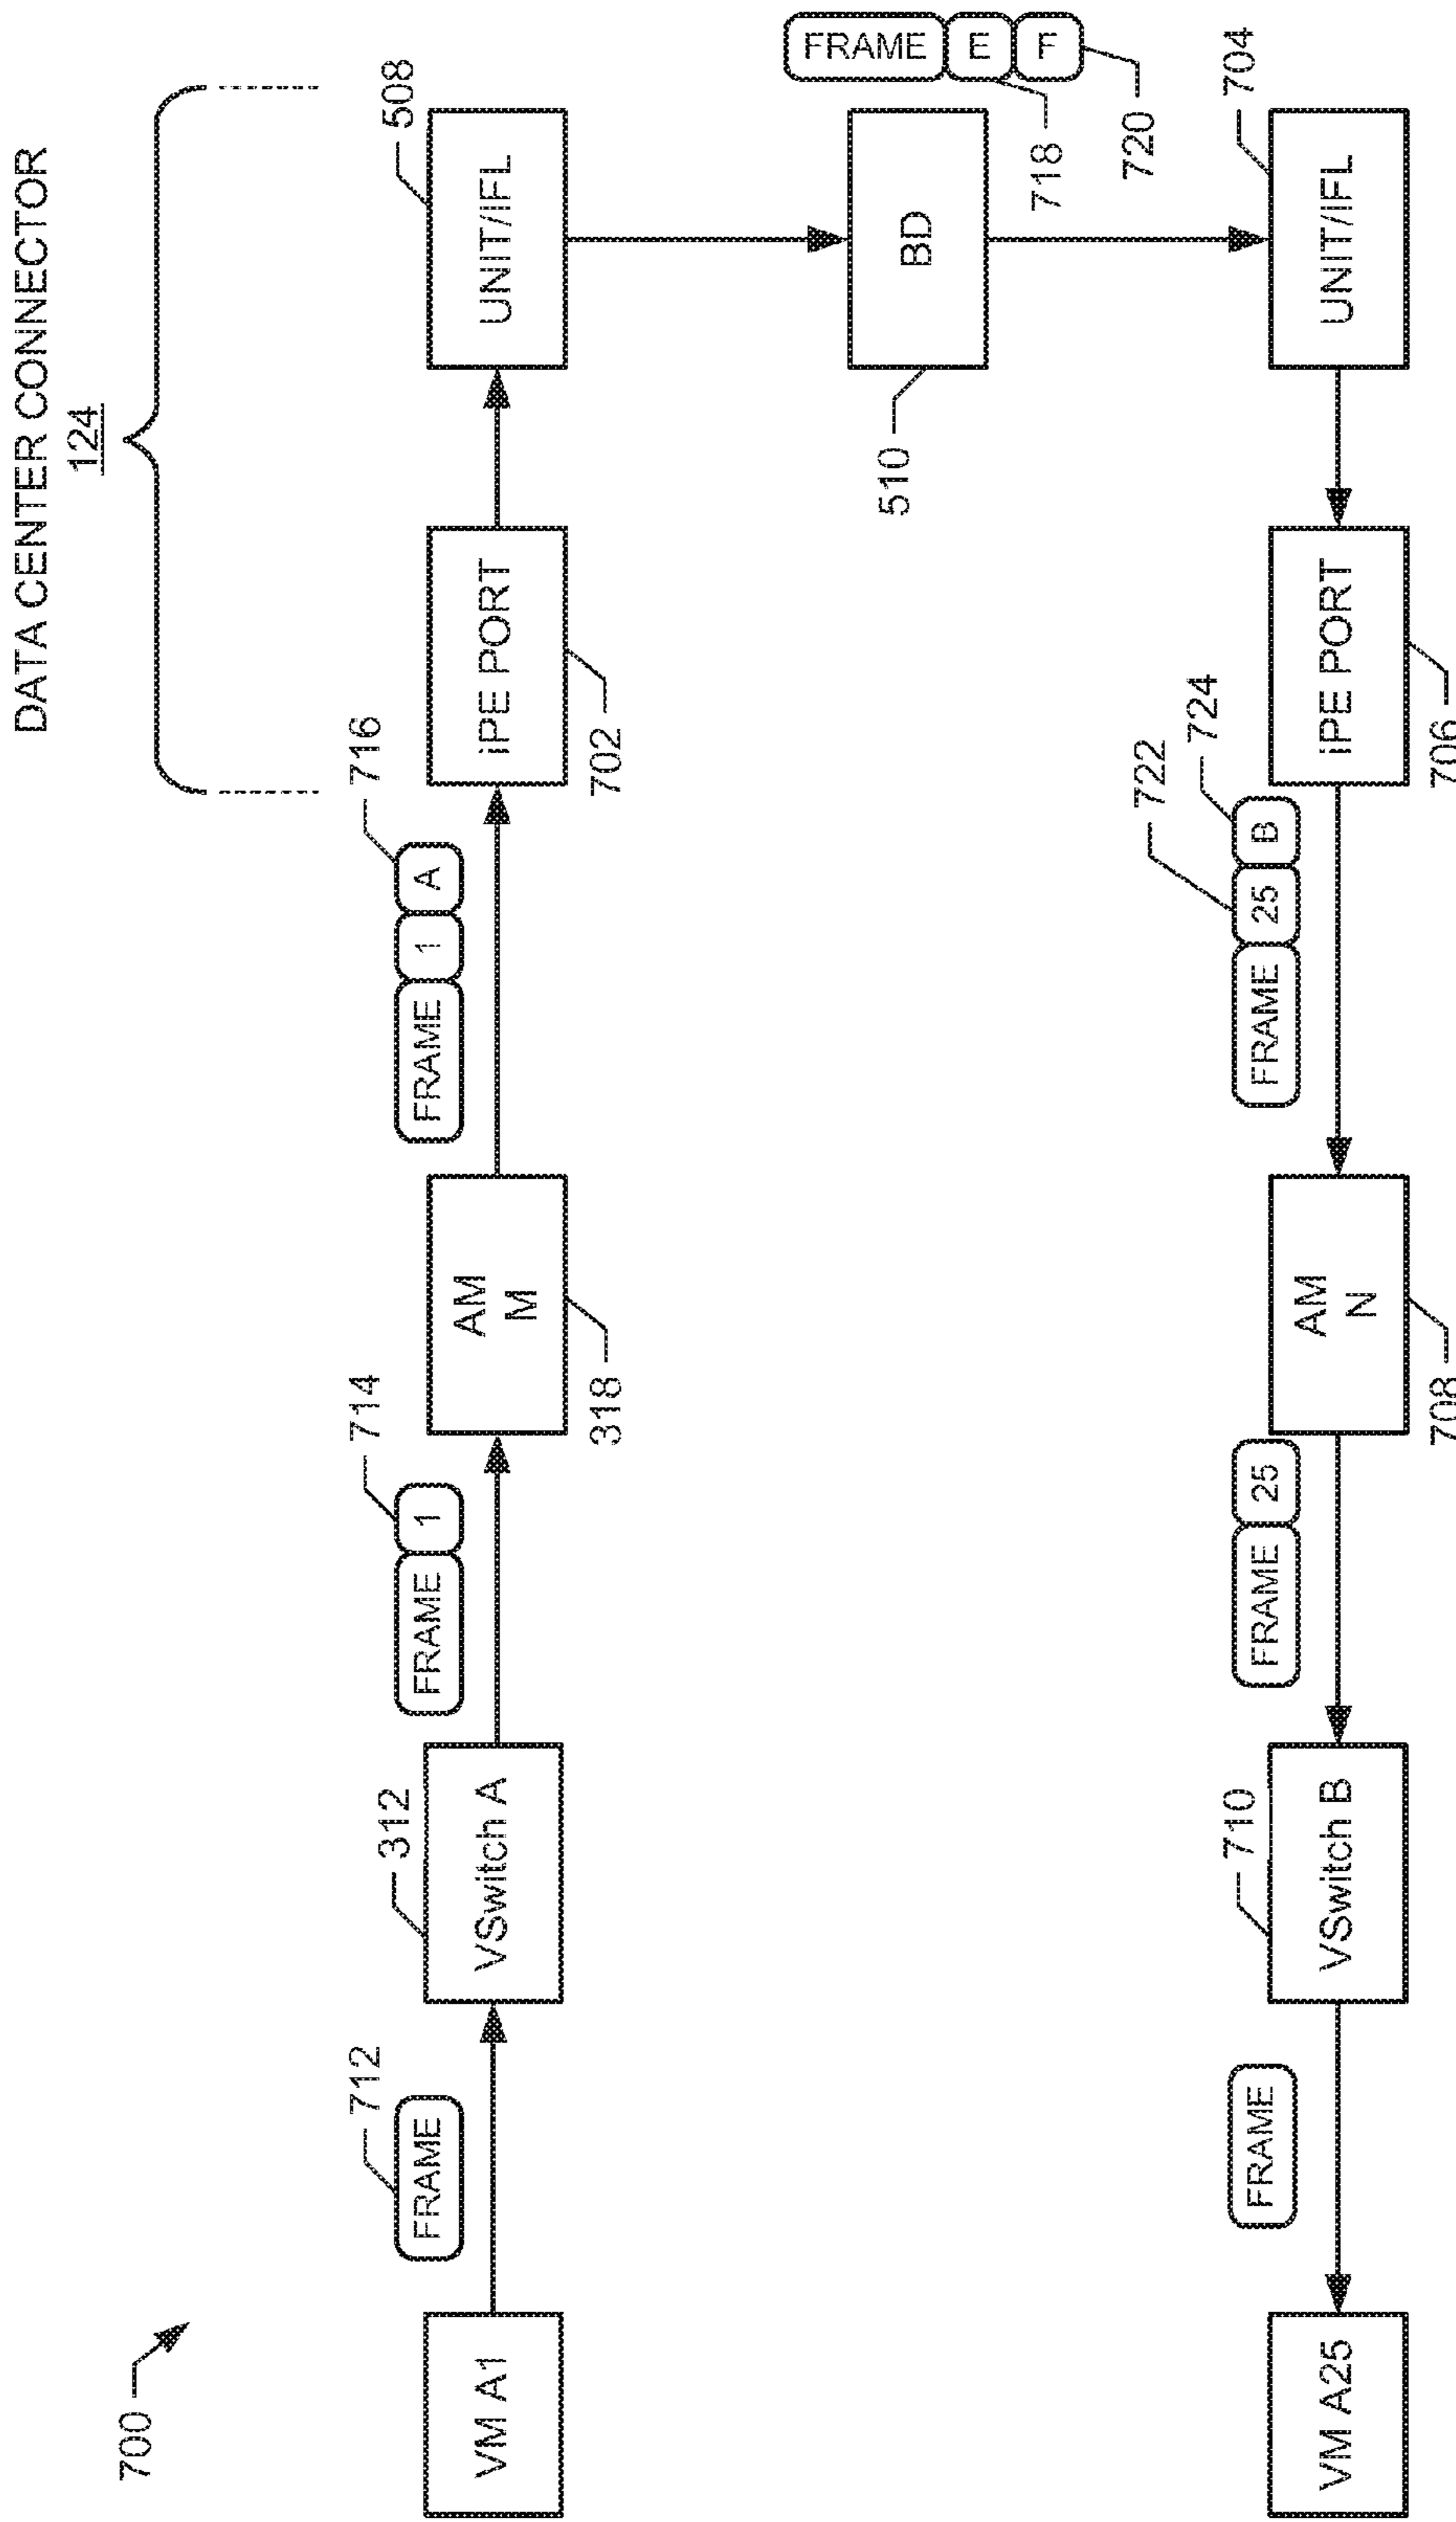 DATA CENTER CONNECTOR
124
700
712
714
716
508
FRAME
FRAME 1
FRAME 1 A
VM A1
312
VSwitch A
AM M
318
iPE PORT
702
UNIT/IFL
510
BD
FRAME E F
718
720
722
724
704
FRAME
FRAME 25
FRAME 25 B
VM A25
710
VSwitch B
AM N
708
iPE PORT
706
UNIT/IFL